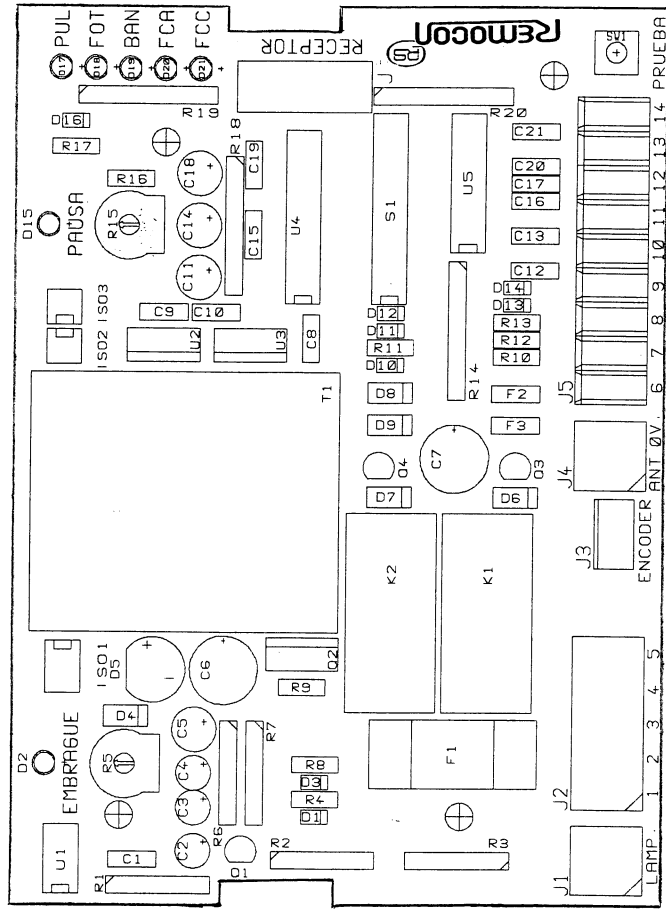 PUL
FOT
BAN
FCA
FCC
D17
D18
D19
D20
D21
RECEPTOR
REMOCON
RS
SW1
PRUEBA
J
R19
R20
D16
R17
R16
D15
PAUSA
R15
C18
C14
C11
R18
C19
C15
U4
S1
U5
C21
C20
C17
C16
C13
C12
ISO3
ISO2
C9
C10
U2
U3
C8
D12
D11
R11
D10
D14
D13
R13
R12
R10
R14
D8
D9
F2
F3
T1
Q4
C7
Q3
D7
D6
K2
K1
J5
6 7 8 9 10 11 12 13 14
J4
ANT 0V.
J3
ENCODER
ISO1
D5
+
-
C6
Q2
R9
D4
D2
EMBRAGUE
R5
C5
C4
C3
C2
R6
R7
R8
D3
R4
D1
F1
J2
1 2 3 4 5
U1
C1
R1
Q1
R2
R3
J1
LAMP.